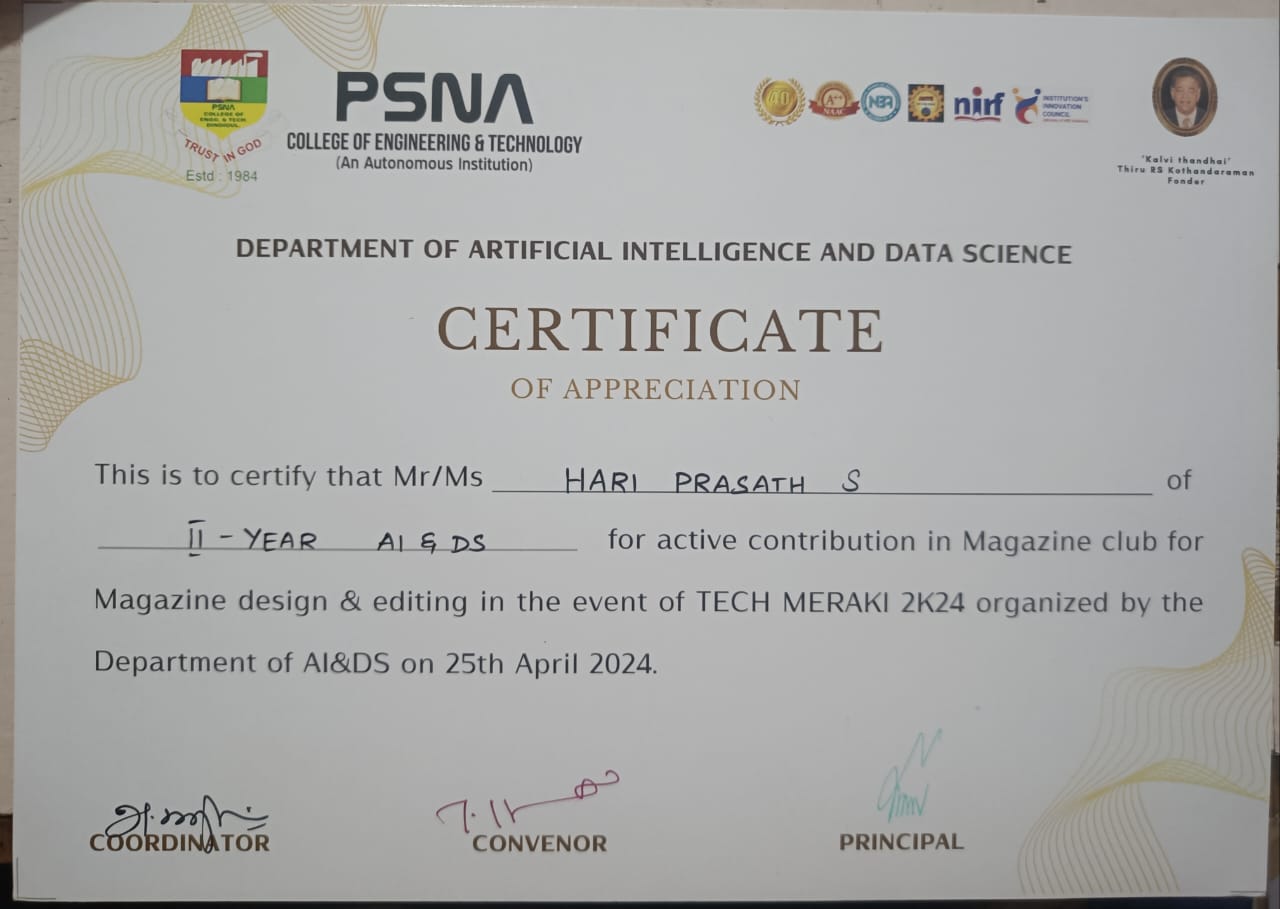 PSNA
COLLEGE OF
ENGG. & TECH.
DINDIGUL.
TRUST IN GOD
Estd : 1984
PSNA
COLLEGE OF ENGINEERING & TECHNOLOGY
(An Autonomous Institution)
40
A++
NAAC
NBA
nirf
INSTITUTION'S
INNOVATION
COUNCIL
'Kalvi thandhai'
Thiru RS Kothandaraman
Fonder
DEPARTMENT OF ARTIFICIAL INTELLIGENCE AND DATA SCIENCE
CERTIFICATE
OF APPRECIATION
This is to certify that Mr/Ms HARI PRASATH S of
II - YEAR AI & DS for active contribution in Magazine club for
Magazine design & editing in the event of TECH MERAKI 2K24 organized by the
Department of AI&DS on 25th April 2024.
COORDINATOR CONVENOR PRINCIPAL